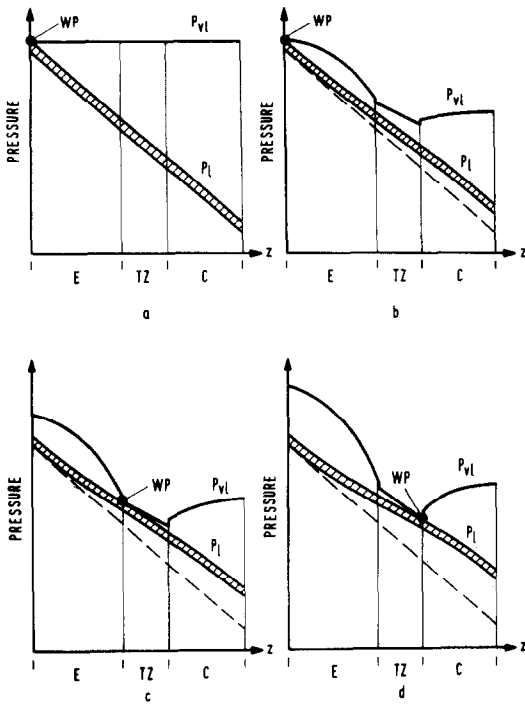 WP
P_vl
PRESSURE
P_l
z
E TZ C
a
WP
P_vl
PRESSURE
P_l
z
E TZ C
b
WP
P_vl
PRESSURE
P_l
z
E TZ C
c
WP
P_vl
PRESSURE
P_l
z
E TZ C
d